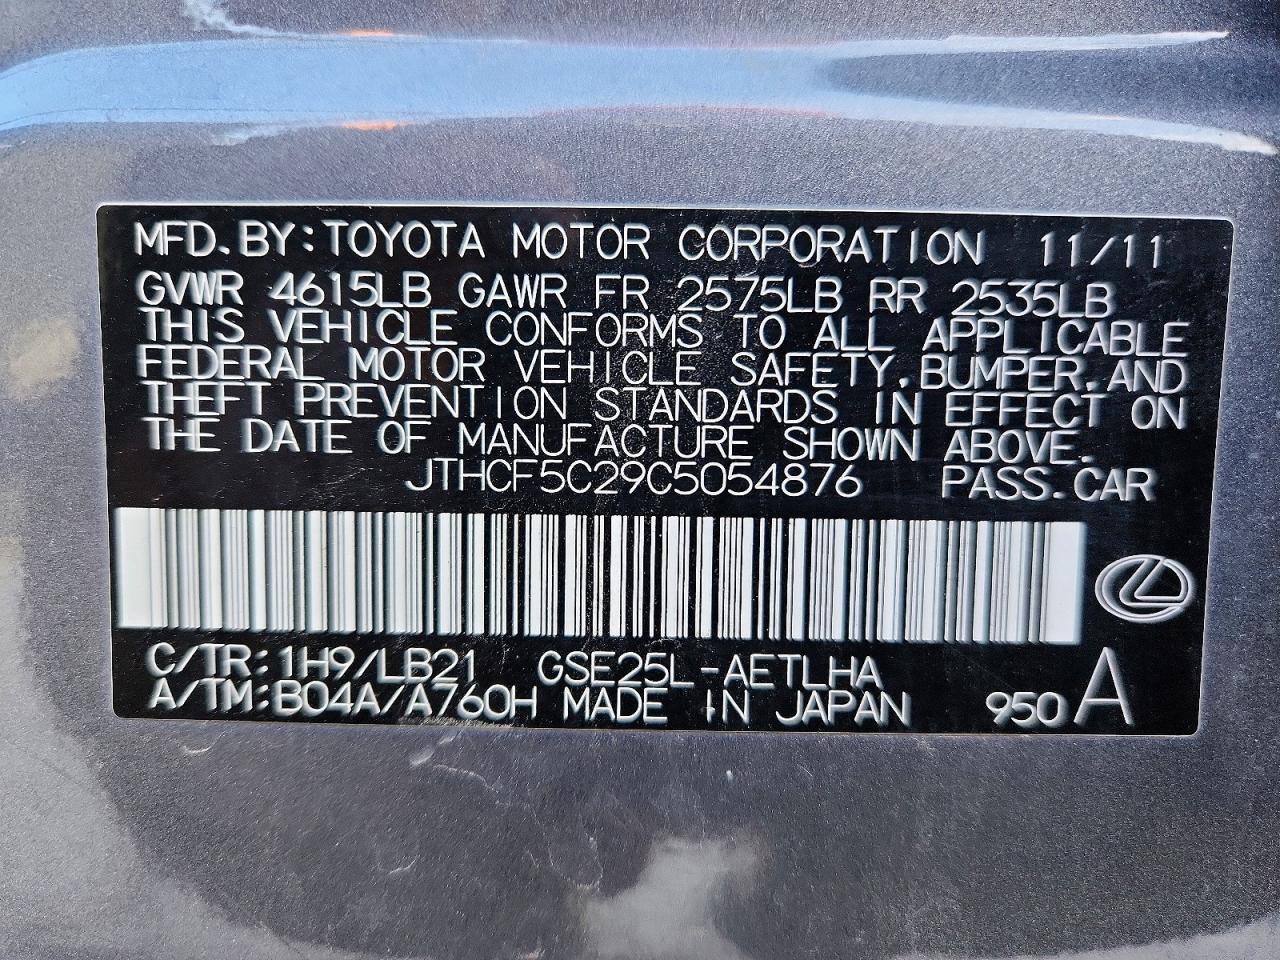 MFD.BY:TOYOTA MOTOR CORPORATION 11/11
GVWR 4615LB GAWR FR 2575LB RR 2535LB
THIS VEHICLE CONFORMS TO ALL APPLICABLE
FEDERAL MOTOR VEHICLE SAFETY,BUMPER,AND
THEFT PREVENTION STANDARDS IN EFFECT ON
THE DATE OF MANUFACTURE SHOWN ABOVE.
JTHCF5C29C5054876 PASS.CAR
C/TR:1H9/LB21 GSE25L-AETLHA
A/TM:B04A/A760H MADE IN JAPAN 950 A